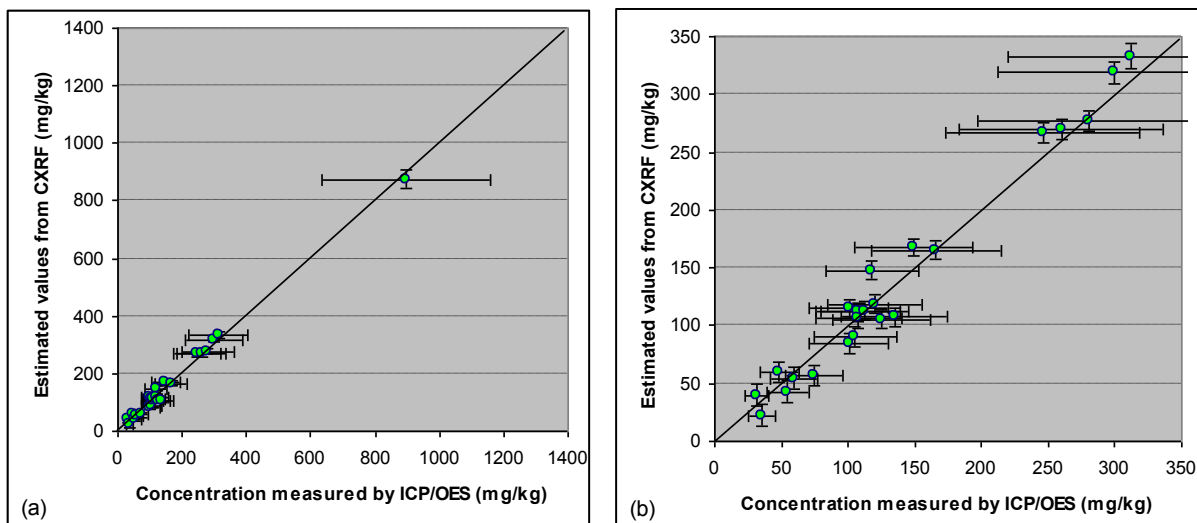 Estimated values from CXRF (mg/kg)
1400
1200
1000
800
600
400
200
0
0 200 400 600 800 1000 1200 1400
Concentration measured by ICP/OES (mg/kg)
(a)
Estimated values from CXRF (mg/kg)
350
300
250
200
150
100
50
0
0 50 100 150 200 250 300 350
Concentration measured by ICP/OES (mg/kg)
(b)